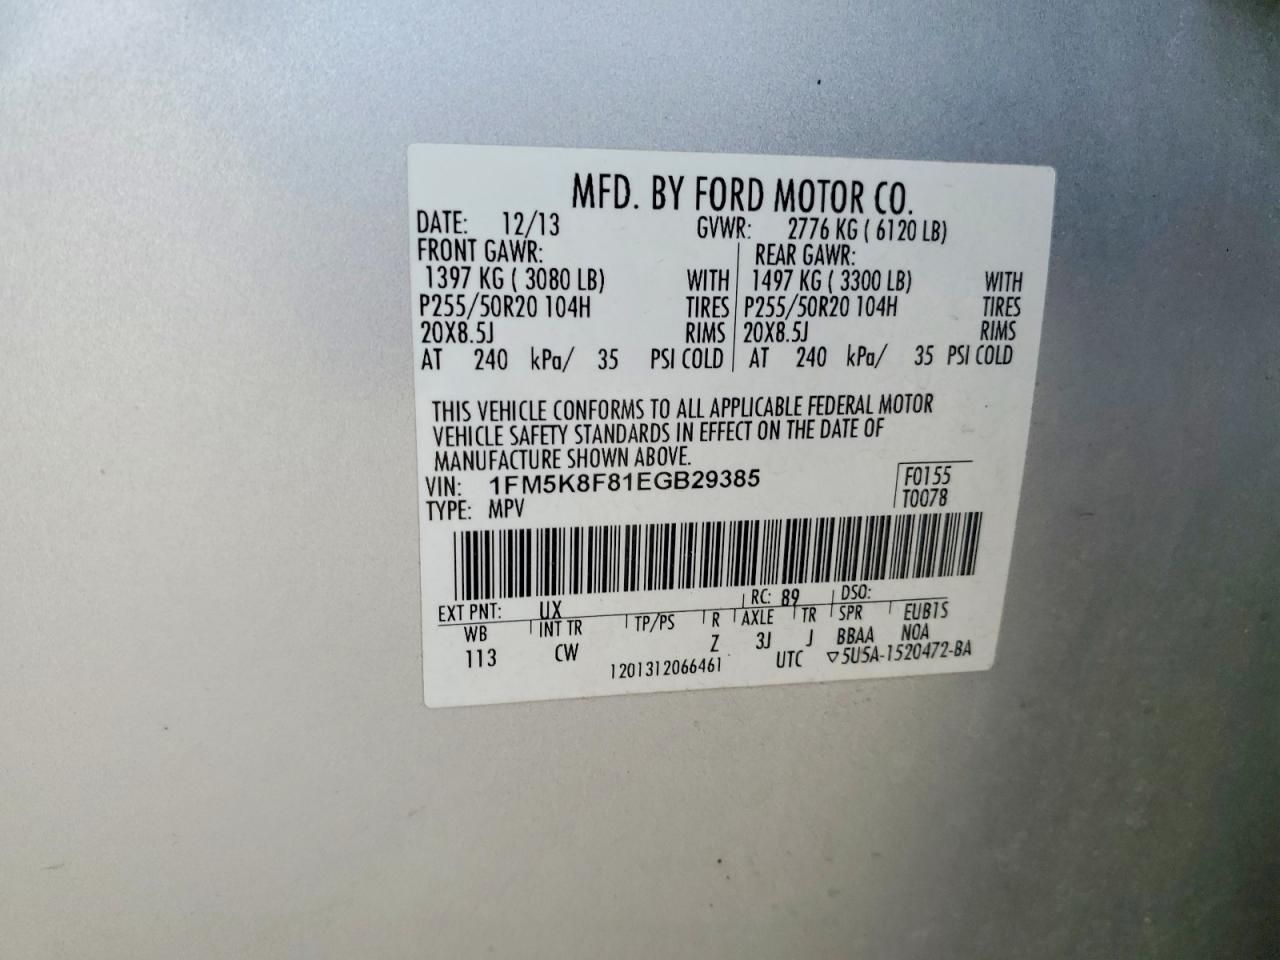 MFD. BY FORD MOTOR CO.
DATE: 12/13 GVWR: 2776 KG ( 6120 LB)
FRONT GAWR: REAR GAWR:
1397 KG ( 3080 LB) WITH 1497 KG ( 3300 LB) WITH
P255/50R20 104H TIRES P255/50R20 104H TIRES
20X8.5J RIMS 20X8.5J RIMS
AT 240 kPa/ 35 PSI COLD AT 240 kPa/ 35 PSI COLD
THIS VEHICLE CONFORMS TO ALL APPLICABLE FEDERAL MOTOR
VEHICLE SAFETY STANDARDS IN EFFECT ON THE DATE OF
MANUFACTURE SHOWN ABOVE.
VIN: 1FM5K8F81EGB29385 F0155
TYPE: MPV T0078
EXT PNT: UX RC: 89 DSO:
WB INT TR TP/PS R AXLE TR SPR EUB1S
113 CW Z 3J J BBAA NOA
1201312066461 UTC ▽5U5A-1520472-BA